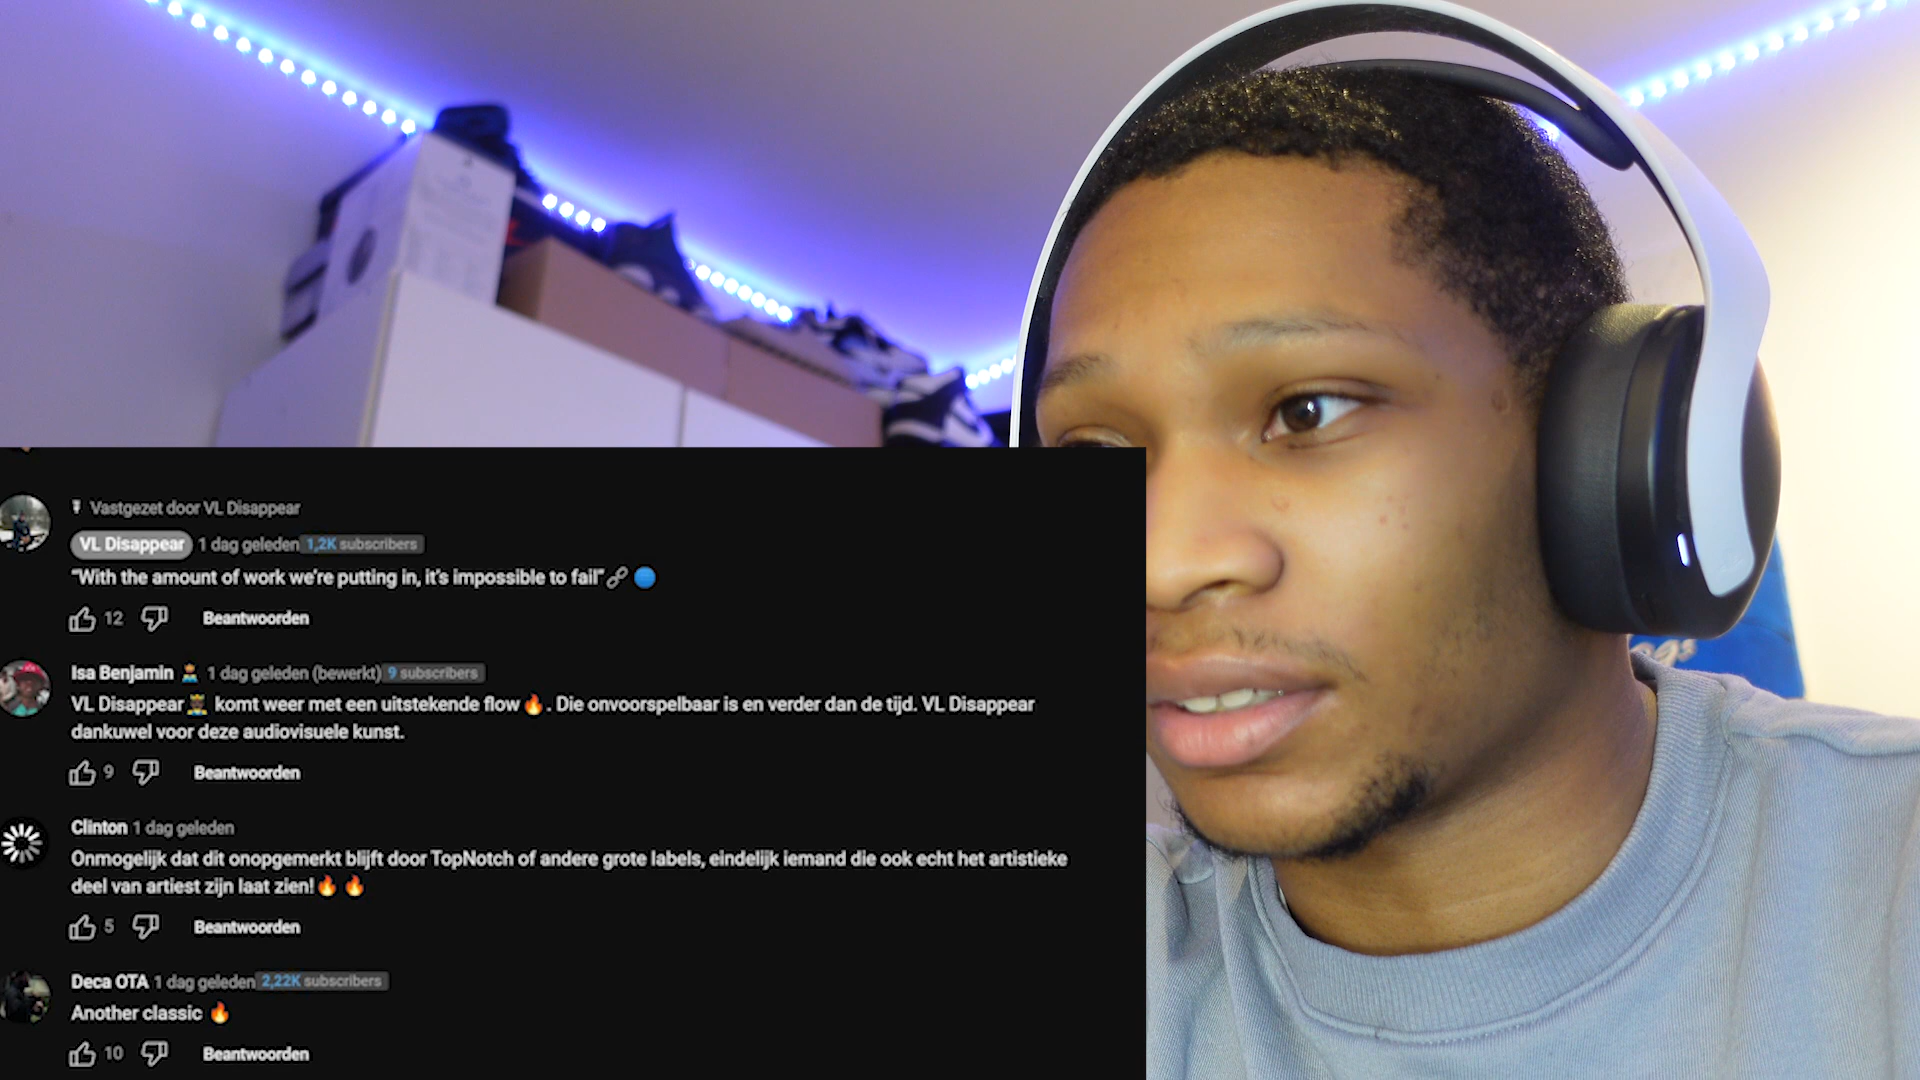 Vastgezet door VL Disappear
VL Disappear 1 dag geleden 1,2K subscribers
“With the amount of work we're putting in, it's impossible to fail”🔗🔵
12 Beantwoorden
Isa Benjamin 1 dag geleden (bewerkt) 9 subscribers
VL Disappear🤴🏿 komt weer met een uitstekende flow🔥. Die onvoorspelbaar is en verder dan de tijd. VL Disappear
dankuwel voor deze audiovisuele kunst.
9 Beantwoorden
Clinton 1 dag geleden
Onmogelijk dat dit onopgemerkt blijft door TopNotch of andere grote labels, eindelijk iemand die ook echt het artistieke
deel van artiest zijn laat zien!🔥 🔥
5 Beantwoorden
Deca OTA 1 dag geleden 2,22K subscribers
Another classic 🔥
10 Beantwoorden